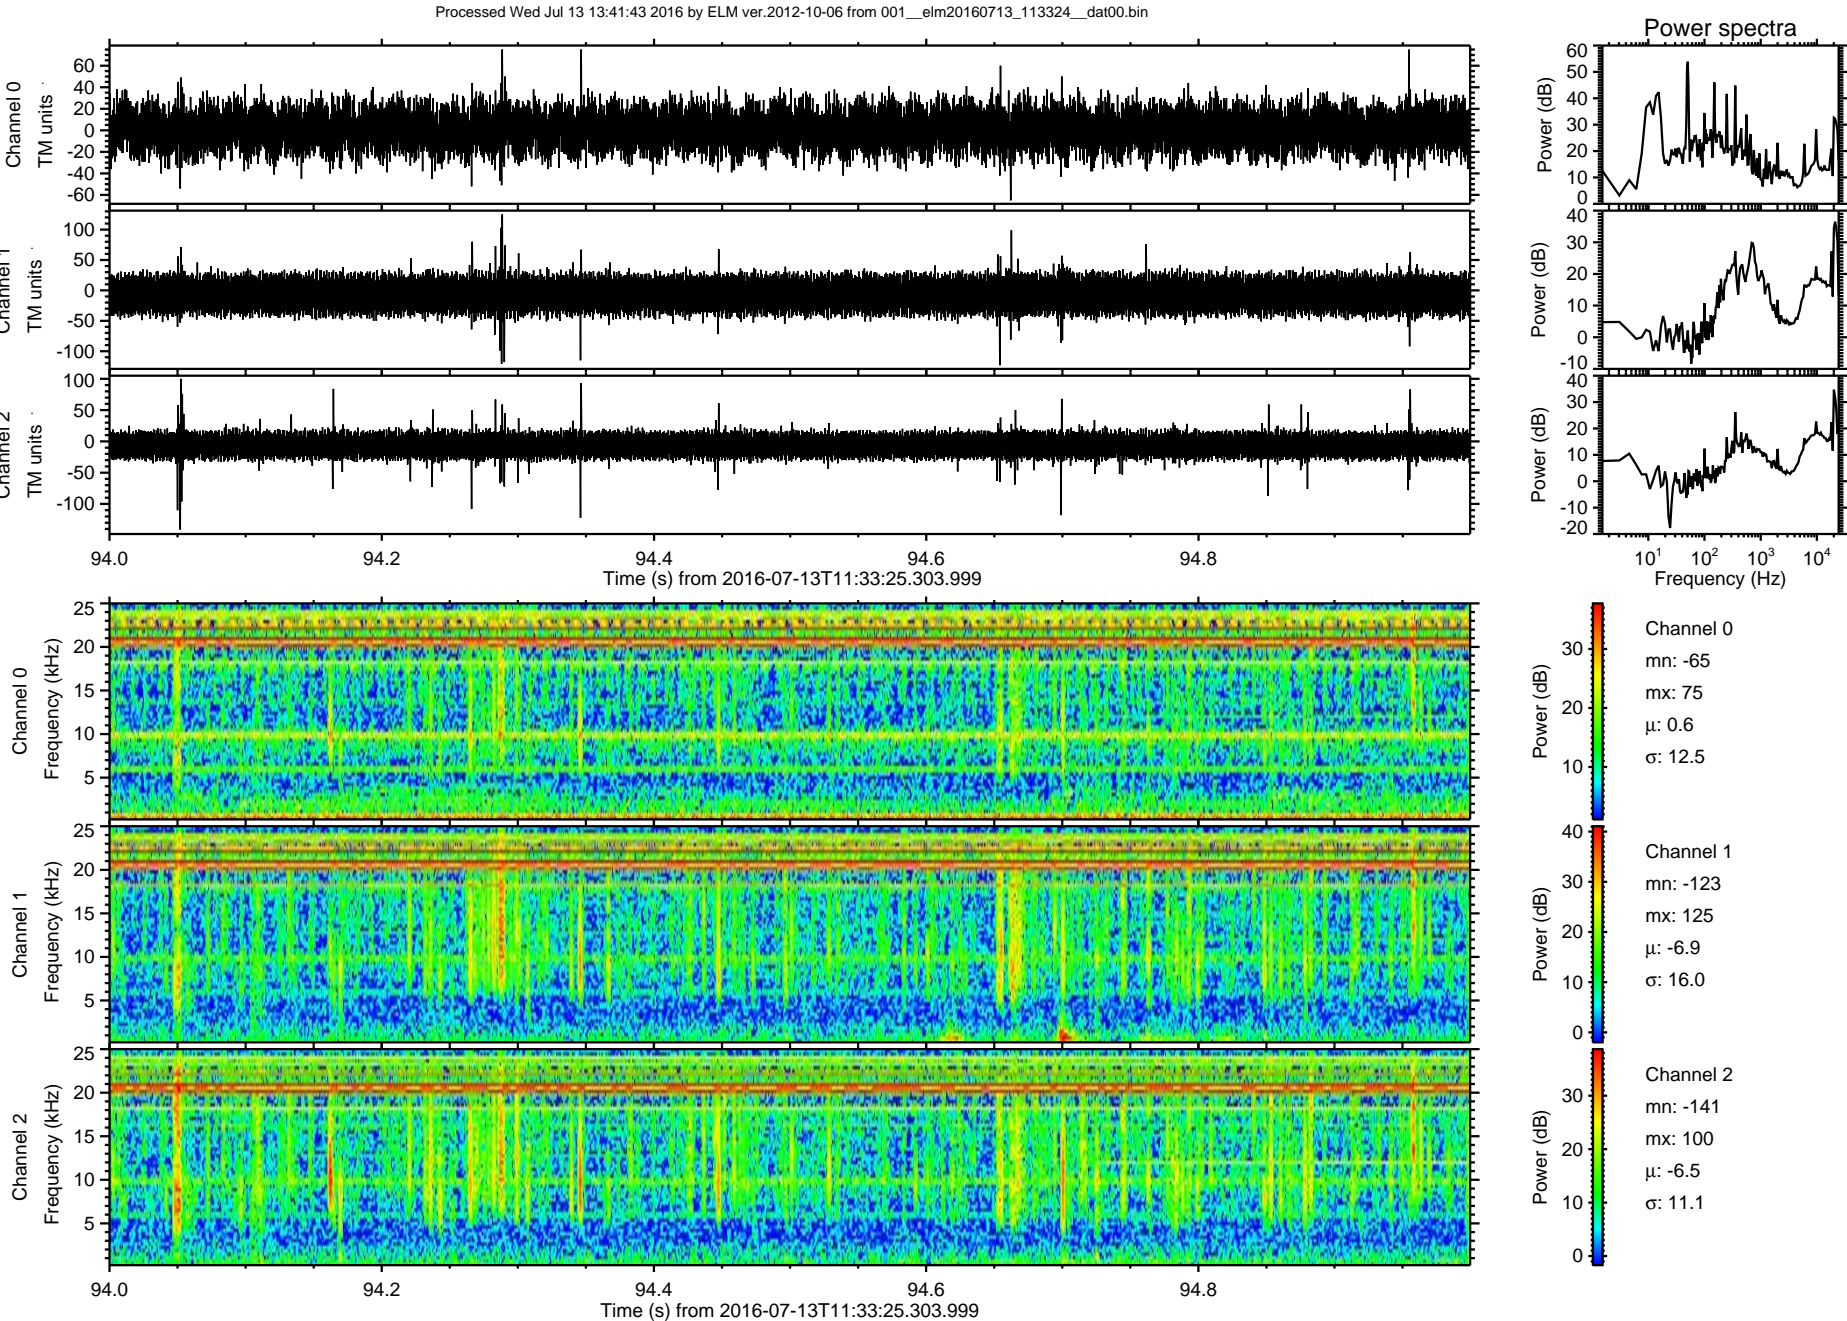 Processed Wed Jul 13 13:41:43 2016 by ELM ver.2012-10-06 from 001__elm20160713_113324__dat00.bin
Power spectra
Channel 0
TM units
60
40
20
0
-20
-40
-60
Power (dB)
60
50
40
30
20
10
0
Channel 1
TM units
100
50
0
-50
-100
Power (dB)
40
30
20
10
0
-10
Channel 2
TM units
100
50
0
-50
-100
Power (dB)
40
30
20
10
0
-10
-20
94.0 94.2 94.4 94.6 94.8
Time (s) from 2016-07-13T11:33:25.303.999
10¹ 10² 10³ 10⁴
Frequency (Hz)
Channel 0
Frequency (kHz)
25
20
15
10
5
Power (dB)
30
20
10
Channel 0
mn: -65
mx: 75
μ: 0.6
σ: 12.5
Channel 1
Frequency (kHz)
25
20
15
10
5
Power (dB)
40
30
20
10
0
Channel 1
mn: -123
mx: 125
μ: -6.9
σ: 16.0
Channel 2
Frequency (kHz)
25
20
15
10
5
Power (dB)
30
20
10
0
Channel 2
mn: -141
mx: 100
μ: -6.5
σ: 11.1
94.0 94.2 94.4 94.6 94.8
Time (s) from 2016-07-13T11:33:25.303.999